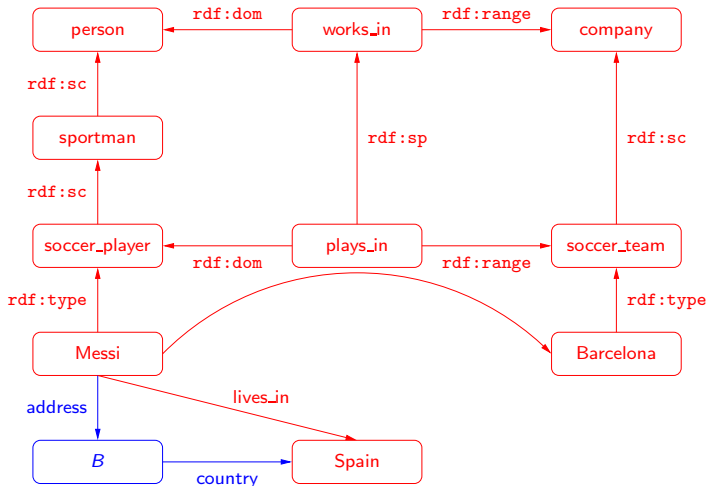 person
rdf:dom
works_in
rdf:range
company
rdf:sc
sportman
rdf:sp
rdf:sc
rdf:sc
soccer_player
rdf:dom
plays_in
rdf:range
soccer_team
rdf:type
rdf:type
Messi
Barcelona
address
lives_in
B
country
Spain